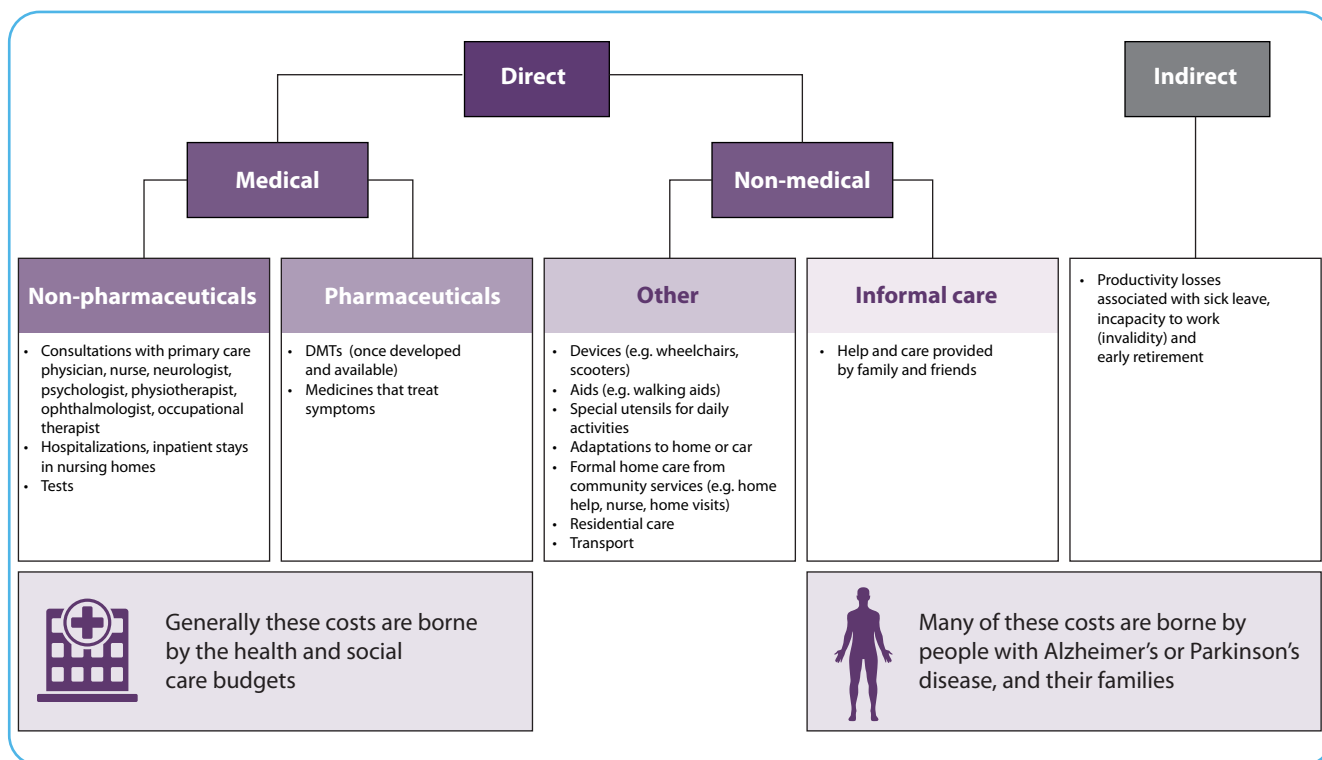 Direct
Indirect
Medical
Non-medical
Non-pharmaceuticals
• Consultations with primary care
physician, nurse, neurologist,
psychologist, physiotherapist,
ophthalmologist, occupational
therapist
• Hospitalizations, inpatient stays
in nursing homes
• Tests
Pharmaceuticals
• DMTs (once developed
and available)
• Medicines that treat
symptoms
Other
• Devices (e.g. wheelchairs,
scooters)
• Aids (e.g. walking aids)
• Special utensils for daily
activities
• Adaptations to home or car
• Formal home care from
community services (e.g. home
help, nurse, home visits)
• Residential care
• Transport
Informal care
• Help and care provided
by family and friends
• Productivity losses
associated with sick leave,
incapacity to work
(invalidity) and
early retirement
Generally these costs are borne
by the health and social
care budgets
Many of these costs are borne by
people with Alzheimer’s or Parkinson’s
disease, and their families